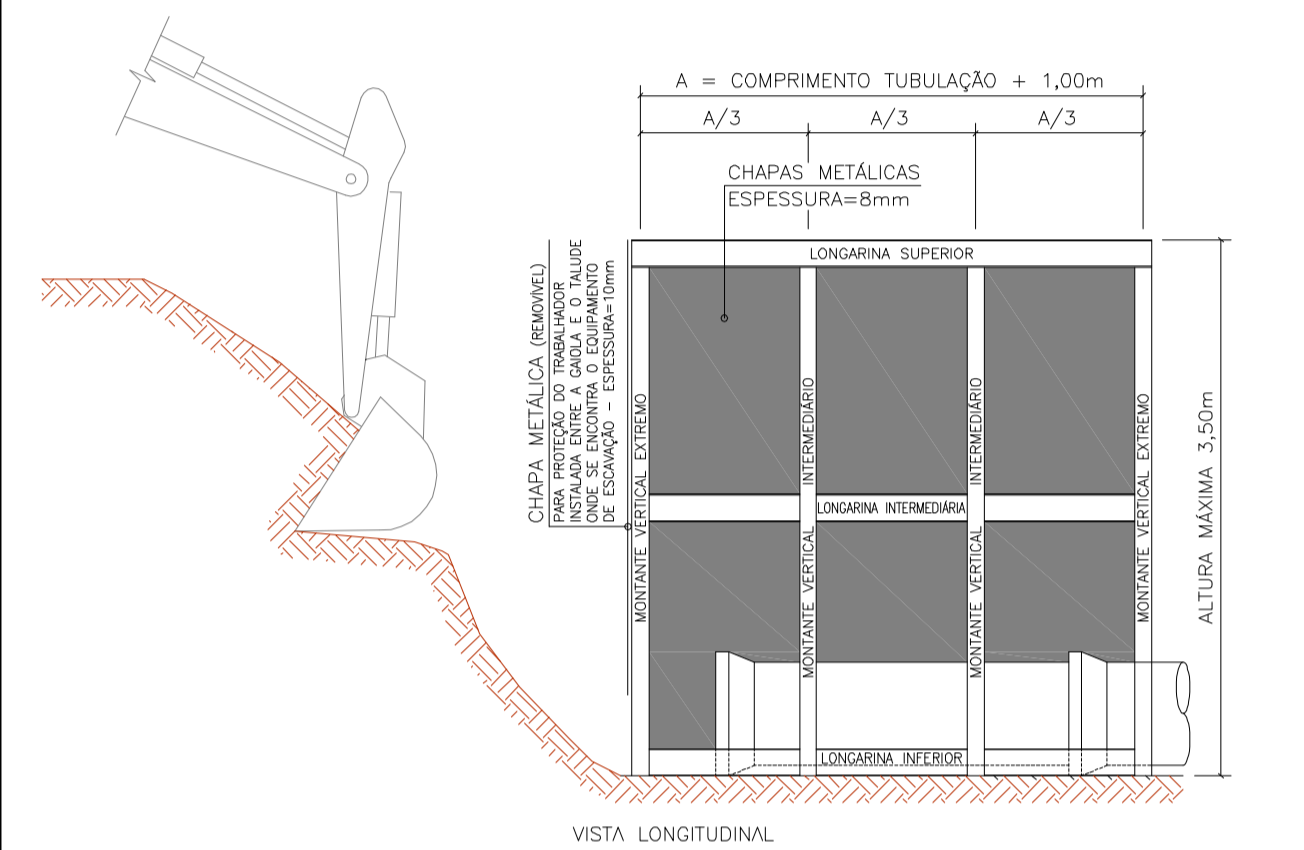 A = COMPRIMENTO TUBULAÇÃO + 1,00m
A/3
A/3
A/3
CHAPAS METÁLICAS
ESPESSURA=8mm
LONGARINA SUPERIOR
CHAPA METÁLICA (REMOVÍVEL)
PARA PROTEÇÃO DO TRABALHADOR
INSTALADA ENTRE A GAIOLA E O TALUDE
ONDE SE ENCONTRA O EQUIPAMENTO
DE ESCAVAÇÃO - ESPESSURA=10mm
MONTANTE VERTICAL EXTREMO
MONTANTE VERTICAL INTERMEDIÁRIO
LONGARINA INTERMEDIÁRIA
MONTANTE VERTICAL INTERMEDIÁRIO
MONTANTE VERTICAL EXTREMO
ALTURA MÁXIMA 3,50m
LONGARINA INFERIOR
VISTA LONGITUDINAL